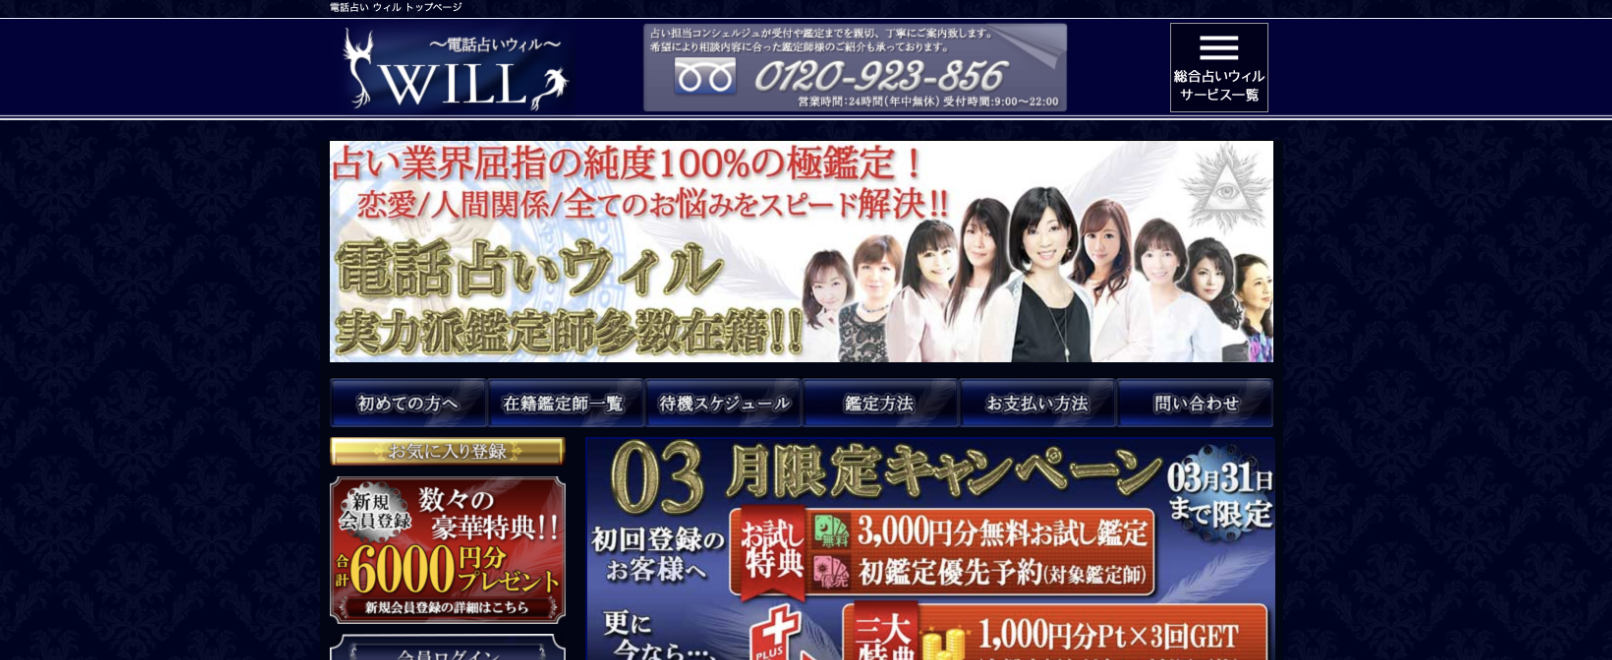 電話占い ウィル トップページ
～電話占いウィル～
WILL
占い担当コンシェルジュが受付や鑑定までを親切、丁寧にご案内致します。
希望により相談内容に合った鑑定師様のご紹介も承っております。
0120-923-856
営業時間:24時間(年中無休) 受付時間:9:00～22:00
総合占いウィル
サービス一覧
占い業界屈指の純度100%の極鑑定！
恋愛/人間関係/全てのお悩みをスピード解決!!
電話占いウィル
実力派鑑定師多数在籍!!
初めての方へ
在籍鑑定師一覧
待機スケジュール
鑑定方法
お支払い方法
問い合わせ
お気に入り登録
新規
会員登録
数々の
豪華特典!!
合計
6000円分
プレゼント
新規会員登録の詳細はこちら
会員ログイン
03月限定キャンペーン
03月31日
まで限定
初回登録の
お客様へ
お試し
特典
無料
3,000円分無料お試し鑑定
優先
初鑑定優先予約(対象鑑定師)
更に
今なら…、
PLUS
三大
特典
1,000円分Pt×3回GET